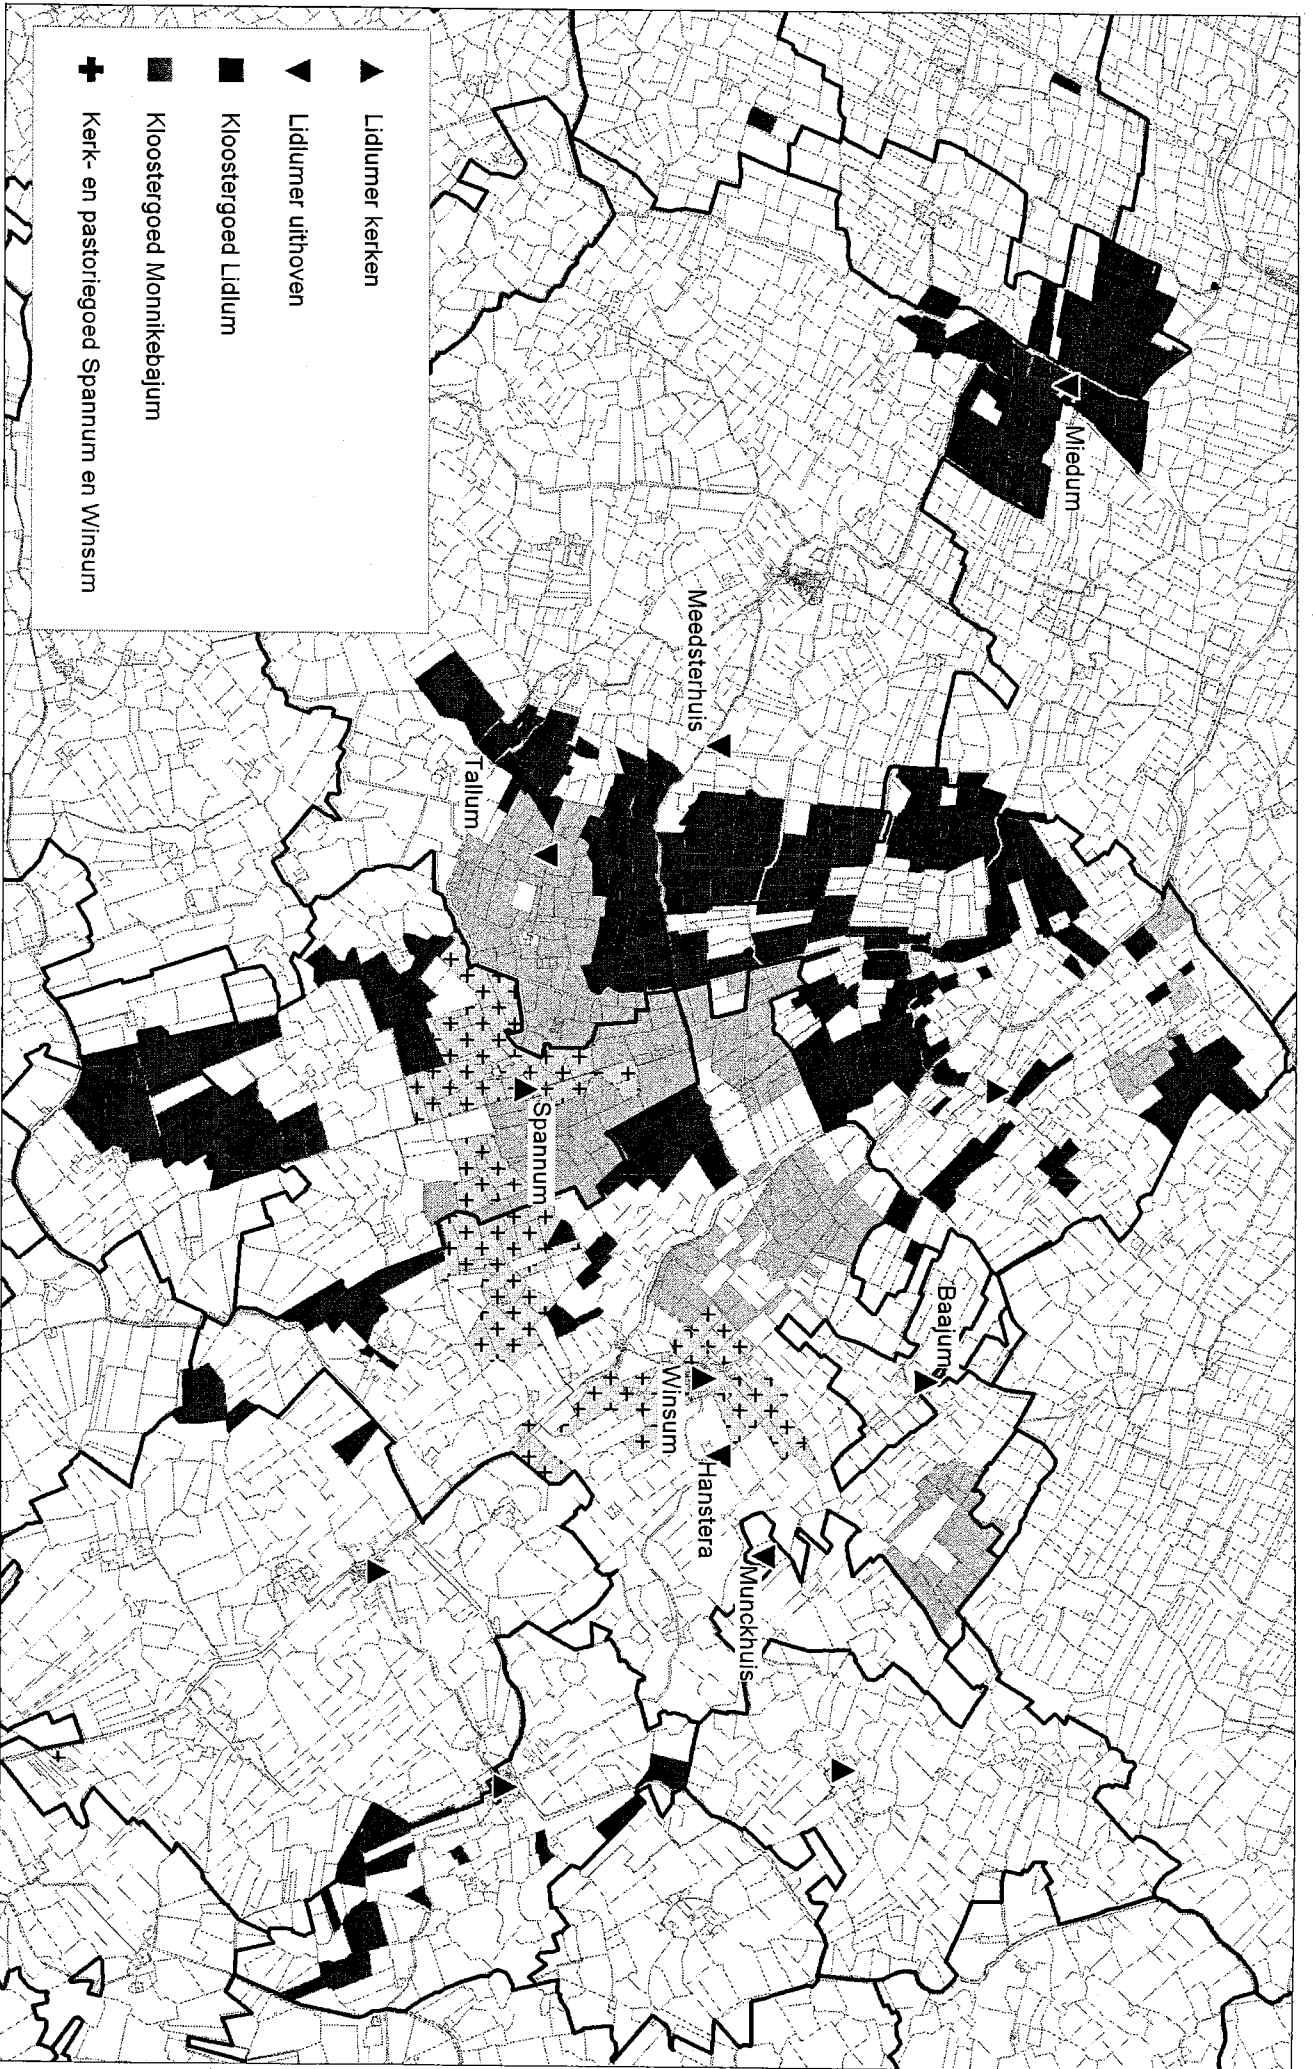 Lidlumer kerken
Lidlumer uithoven
Kloostergoed Lidlum
Kloostergoed Monnikebajum
Kerk- en pastoriegoed Spannum en Winsum
Miedum
Meedsterhuis
Tallum
Spannum
Baajum
Winsum
Hanstera
Munckhuis